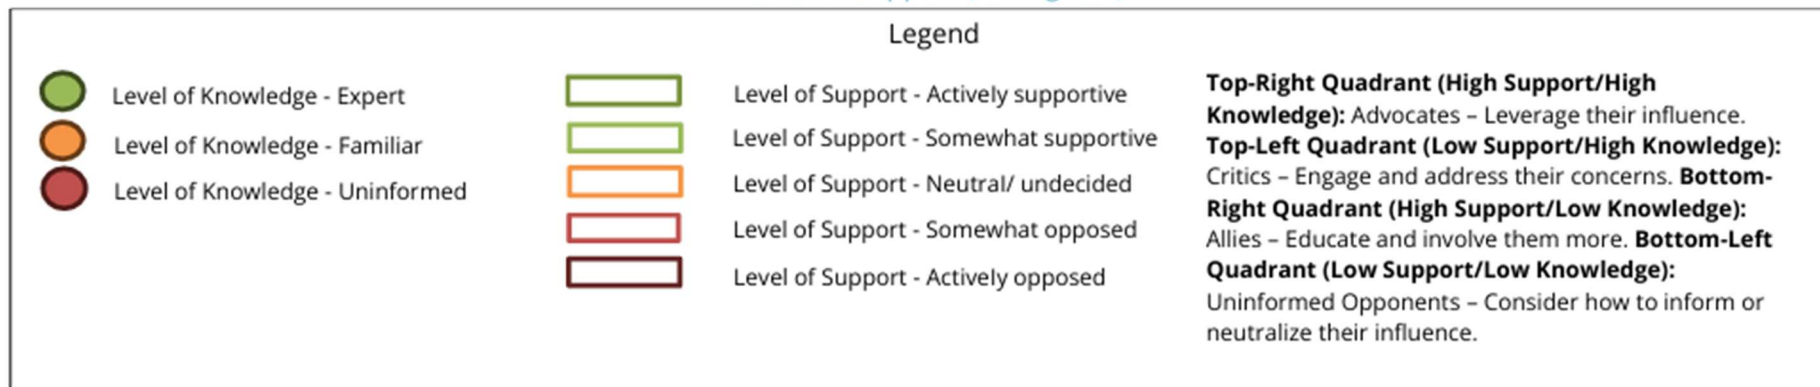 Legend
Level of Knowledge - Expert
Level of Knowledge - Familiar
Level of Knowledge - Uninformed
Level of Support - Actively supportive
Level of Support - Somewhat supportive
Level of Support - Neutral/ undecided
Level of Support - Somewhat opposed
Level of Support - Actively opposed
Top-Right Quadrant (High Support/High
Knowledge): Advocates – Leverage their influence.
Top-Left Quadrant (Low Support/High Knowledge):
Critics – Engage and address their concerns. Bottom-
Right Quadrant (High Support/Low Knowledge):
Allies – Educate and involve them more. Bottom-Left
Quadrant (Low Support/Low Knowledge):
Uninformed Opponents – Consider how to inform or
neutralize their influence.